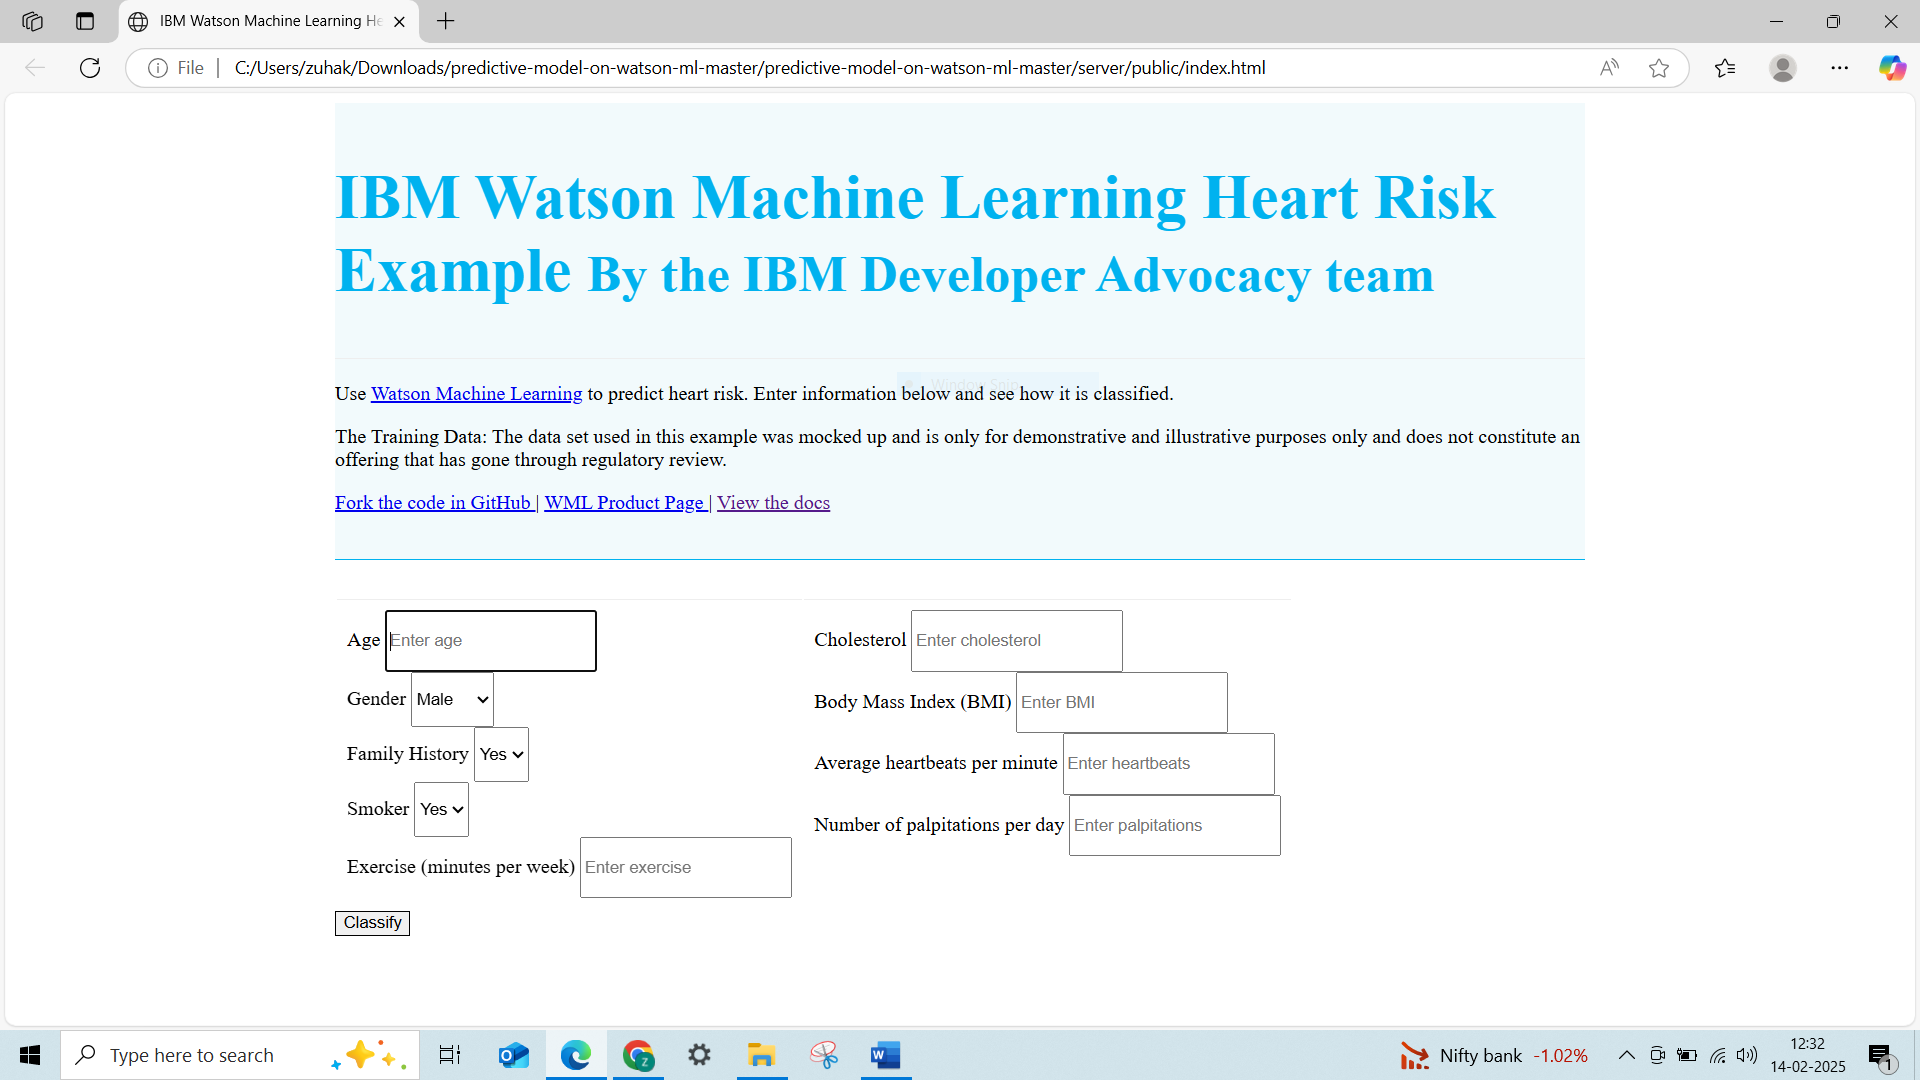 IBM Watson Machine Learning He
File
C:/Users/zuhak/Downloads/predictive-model-on-watson-ml-master/predictive-model-on-watson-ml-master/server/public/index.html
IBM Watson Machine Learning Heart Risk
Example By the IBM Developer Advocacy team
Window Snip
Use Watson Machine Learning to predict heart risk. Enter information below and see how it is classified.
The Training Data: The data set used in this example was mocked up and is only for demonstrative and illustrative purposes only and does not constitute an
offering that has gone through regulatory review.
Fork the code in GitHub | WML Product Page | View the docs
Age Enter age
Gender Male
Family History Yes
Smoker Yes
Exercise (minutes per week) Enter exercise
Cholesterol Enter cholesterol
Body Mass Index (BMI) Enter BMI
Average heartbeats per minute Enter heartbeats
Number of palpitations per day Enter palpitations
Classify
Type here to search
Nifty bank -1.02%
12:32
14-02-2025
1